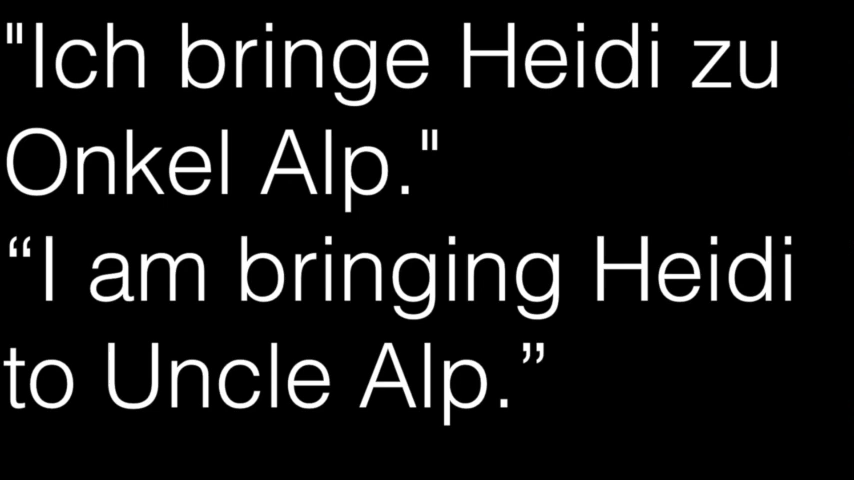 "Ich bringe Heidi zu
Onkel Alp."
“I am bringing Heidi
to Uncle Alp.”